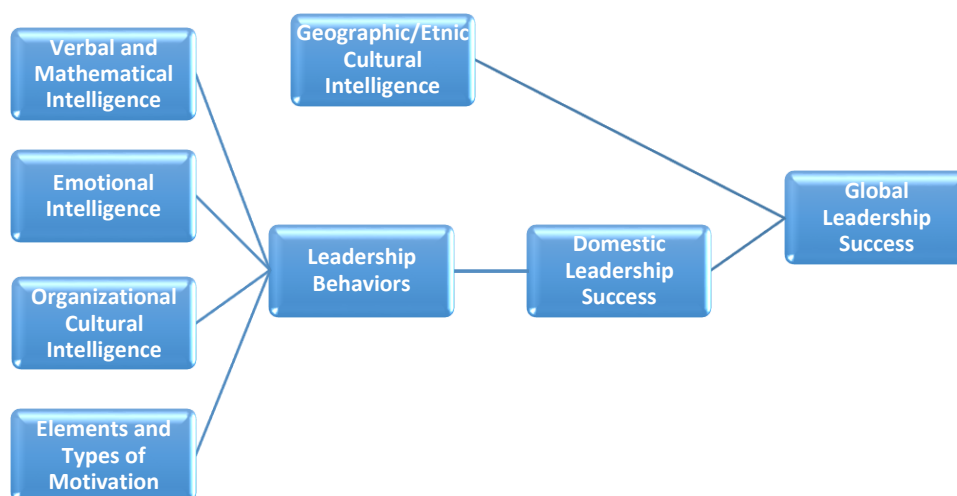 Verbal and
Mathematical
Intelligence
Geographic/Etnic
Cultural
Intelligence
Emotional
Intelligence
Global
Leadership
Success
Leadership
Behaviors
Domestic
Leadership
Success
Organizational
Cultural
Intelligence
Elements and
Types of
Motivation